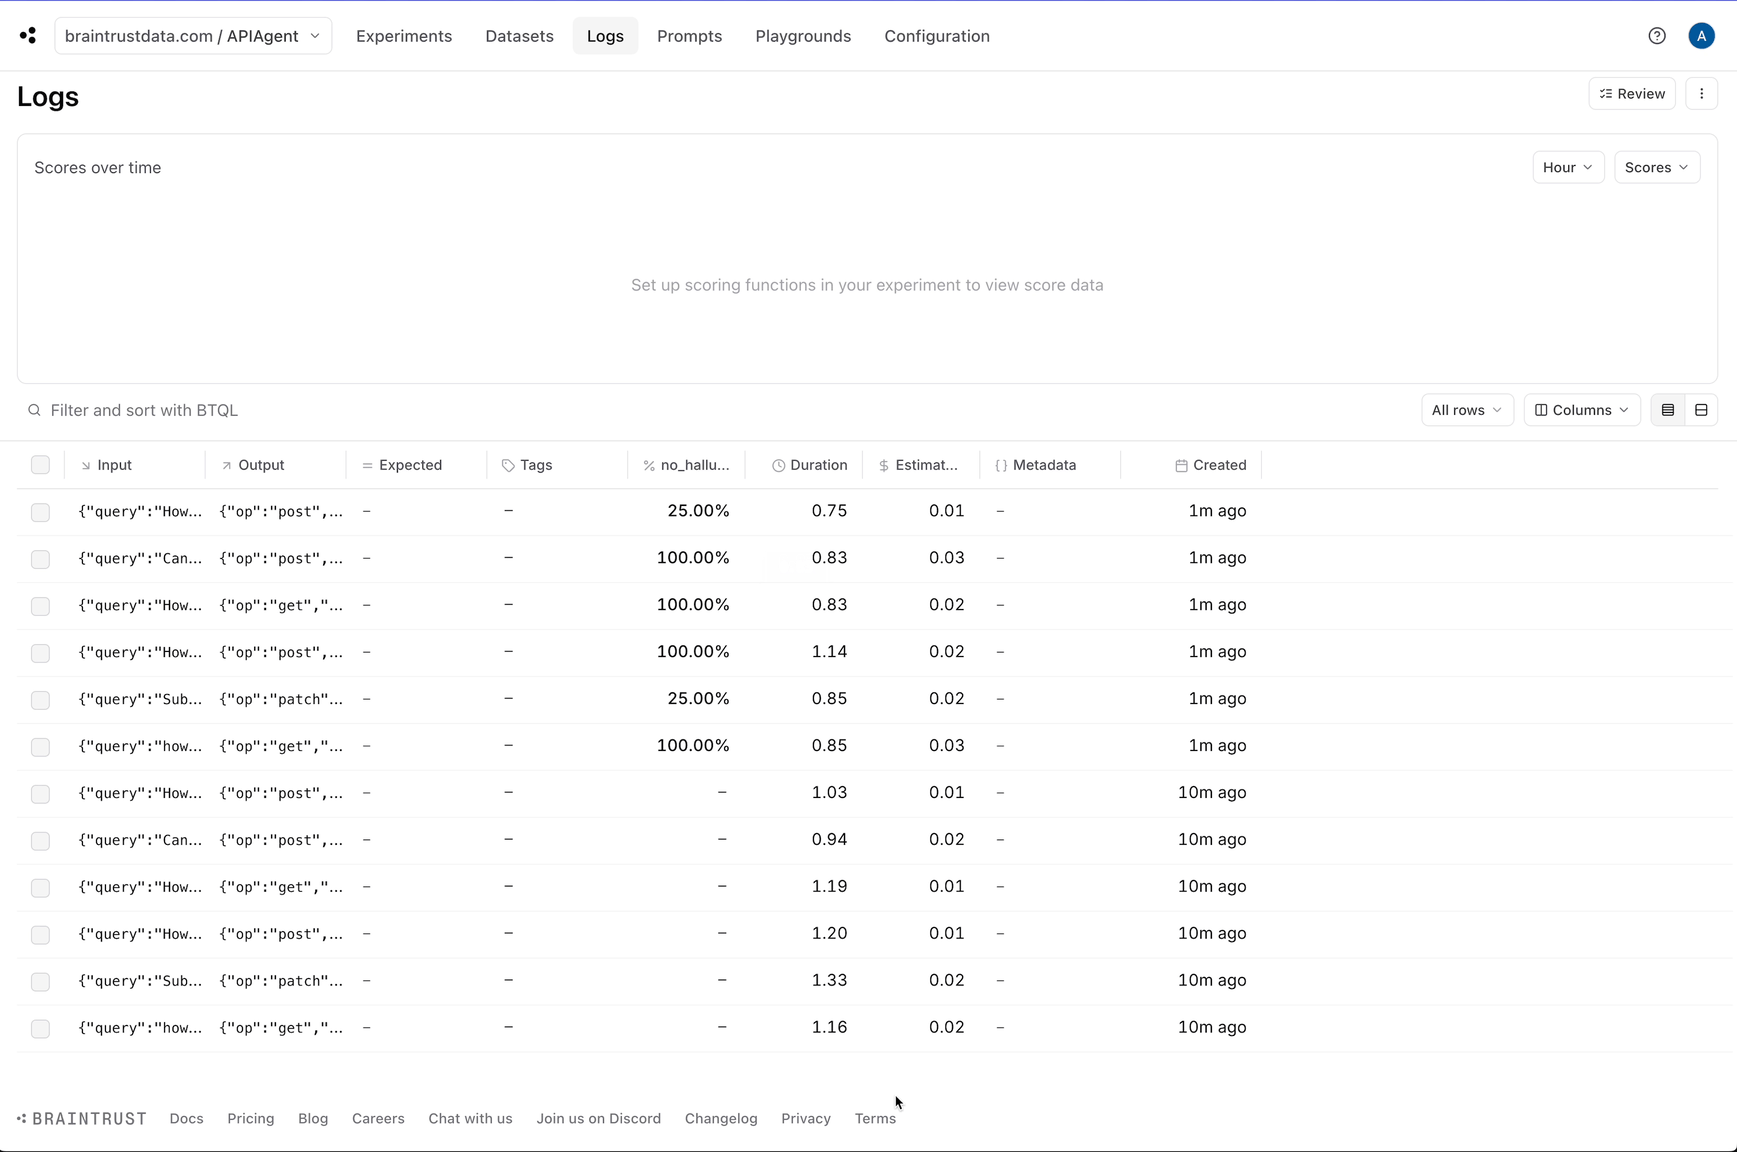 braintrustdata.com / APIAgent Experiments Datasets Logs Prompts Playgrounds Configuration A
Logs Review
Scores over time Hour Scores
Set up scoring functions in your experiment to view score data
Filter and sort with BTQL All rows Columns
Input Output Expected Tags % no_hallu... Duration $ Estimat... {} Metadata Created
{"query":"How... {"op":"post",... – – 25.00% 0.75 0.01 – 1m ago
{"query":"Can... {"op":"post",... – – 100.00% 0.83 0.03 – 1m ago
{"query":"How... {"op":"get","... – – 100.00% 0.83 0.02 – 1m ago
{"query":"How... {"op":"post",... – – 100.00% 1.14 0.02 – 1m ago
{"query":"Sub... {"op":"patch"... – – 25.00% 0.85 0.02 – 1m ago
{"query":"how... {"op":"get","... – – 100.00% 0.85 0.03 – 1m ago
{"query":"How... {"op":"post",... – – – 1.03 0.01 – 10m ago
{"query":"Can... {"op":"post",... – – – 0.94 0.02 – 10m ago
{"query":"How... {"op":"get","... – – – 1.19 0.01 – 10m ago
{"query":"How... {"op":"post",... – – – 1.20 0.01 – 10m ago
{"query":"Sub... {"op":"patch"... – – – 1.33 0.02 – 10m ago
{"query":"how... {"op":"get","... – – – 1.16 0.02 – 10m ago
BRAINTRUST Docs Pricing Blog Careers Chat with us Join us on Discord Changelog Privacy Terms